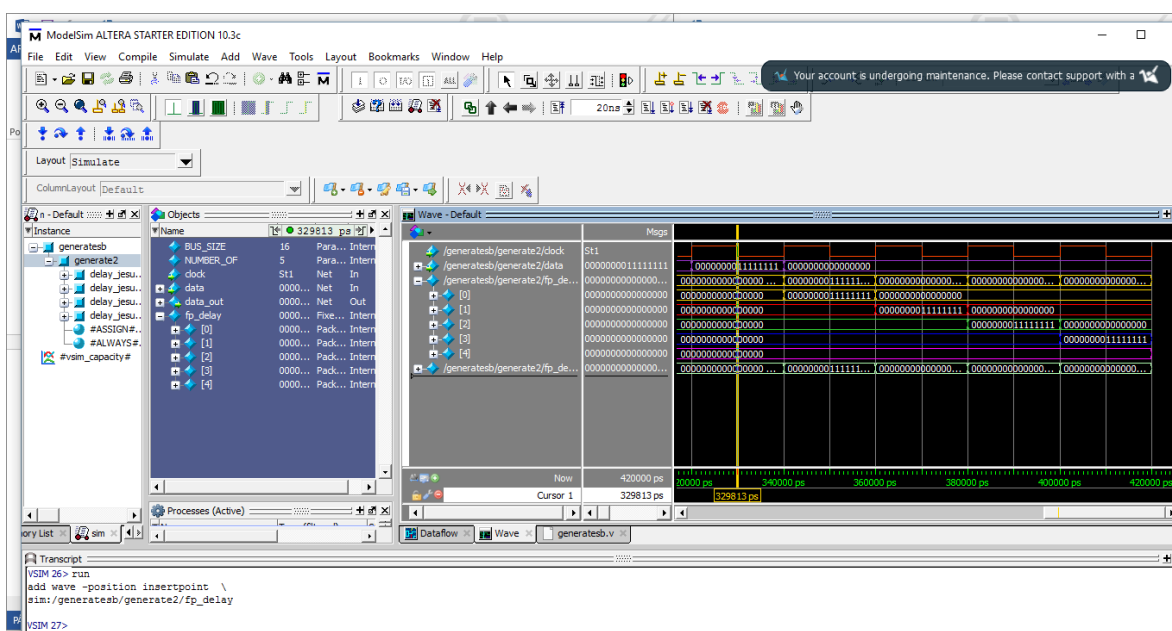 ModelSim ALTERA STARTER EDITION 10.3c
File Edit View Compile Simulate Add Wave Tools Layout Bookmarks Window Help
Your account is undergoing maintenance. Please contact support with a
20ns
Layout Simulate
ColumnLayout Default
n - Default
Instance
generatesb
generate2
delay_jesu..
delay_jesu..
delay_jesu..
delay_jesu..
#ASSIGN#..
#ALWAYS#.
#vsim_capacity#
Objects
Name 329813 ps
BUS_SIZE 16 Para... Intern
NUMBER_OF 5 Para... Intern
clock St1 Net In
data 0000... Net In
data_out 0000... Net Out
fp_delay 0000... Fixe... Intern
[0] 0000... Pack... Intern
[1] 0000... Pack... Intern
[2] 0000... Pack... Intern
[3] 0000... Pack... Intern
[4] 0000... Pack... Intern
Processes (Active)
ory List sim
Wave - Default
Msgs
/generatesb/generate2/clock St1
/generatesb/generate2/data 0000000011111111 0000000011111111 0000000000000000
/generatesb/generate2/fp_de... 00000000000000...
[0] 0000000000000000 0000000011111111 0000000000000000
[1] 0000000000000000 0000000011111111 0000000000000000
[2] 0000000000000000 0000000011111111 0000000000000000
[3] 0000000000000000 0000000011111111
[4] 0000000000000000
/generatesb/generate2/fp_de... 00000000000000...
Now 420000 ps 20000 ps 340000 ps 360000 ps 380000 ps 400000 ps 420000 ps
Cursor 1 329813 ps 329813 ps
Dataflow Wave generatesb.v
Transcript
VSIM 26> run
add wave -position insertpoint \
sim:/generatesb/generate2/fp_delay
VSIM 27>